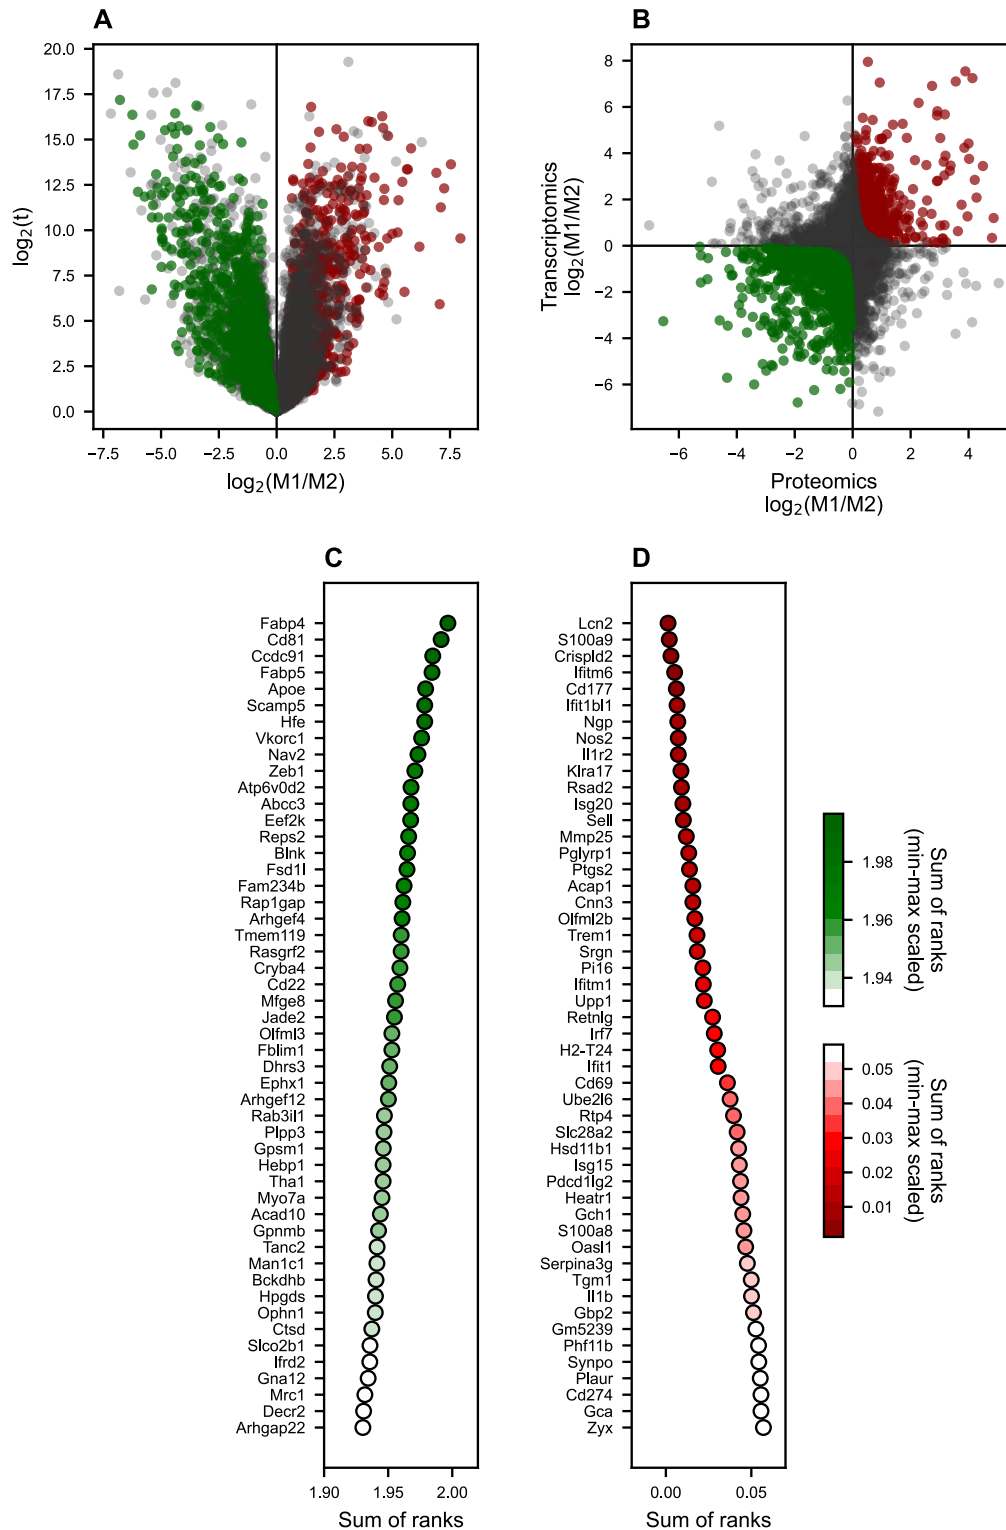 A
20.0
17.5
15.0
12.5
10.0
7.5
5.0
2.5
0.0
log2(t)
−7.5 −5.0 −2.5 0.0 2.5 5.0 7.5
log2(M1/M2)
B
8
6
4
2
0
−2
−4
−6
Transcriptomics
log2(M1/M2)
−6 −4 −2 0 2 4
Proteomics
log2(M1/M2)
C
Fabp4
Cd81
Ccdc91
Fabp5
Apoe
Scamp5
Hfe
Vkorc1
Nav2
Zeb1
Atp6v0d2
Abcc3
Eef2k
Reps2
Blnk
Fsd1l
Fam234b
Rap1gap
Arhgef4
Tmem119
Rasgrf2
Cryba4
Cd22
Mfge8
Jade2
Olfml3
Fblim1
Dhrs3
Ephx1
Arhgef12
Rab3il1
Plpp3
Gpsm1
Hebp1
Tha1
Myo7a
Acad10
Gpnmb
Tanc2
Man1c1
Bckdhb
Hpgds
Ophn1
Ctsd
Slco2b1
Ifrd2
Gna12
Mrc1
Decr2
Arhgap22
1.90 1.95 2.00
Sum of ranks
D
Lcn2
S100a9
Crispld2
Ifitm6
Cd177
Ifit1bl1
Ngp
Nos2
Il1r2
Klra17
Rsad2
Isg20
Sell
Mmp25
Pglyrp1
Ptgs2
Acap1
Cnn3
Olfml2b
Trem1
Srgn
Pi16
Ifitm1
Upp1
Retnlg
Irf7
H2-T24
Ifit1
Cd69
Ube2l6
Rtp4
Slc28a2
Hsd11b1
Isg15
Pdcd1lg2
Heatr1
Gch1
S100a8
Oasl1
Serpina3g
Tgm1
Il1b
Gbp2
Gm5239
Phf11b
Synpo
Plaur
Cd274
Gca
Zyx
0.00 0.05
Sum of ranks
1.98
1.96
1.94
Sum of ranks
(min-max scaled)
0.05
0.04
0.03
0.02
0.01
Sum of ranks
(min-max scaled)